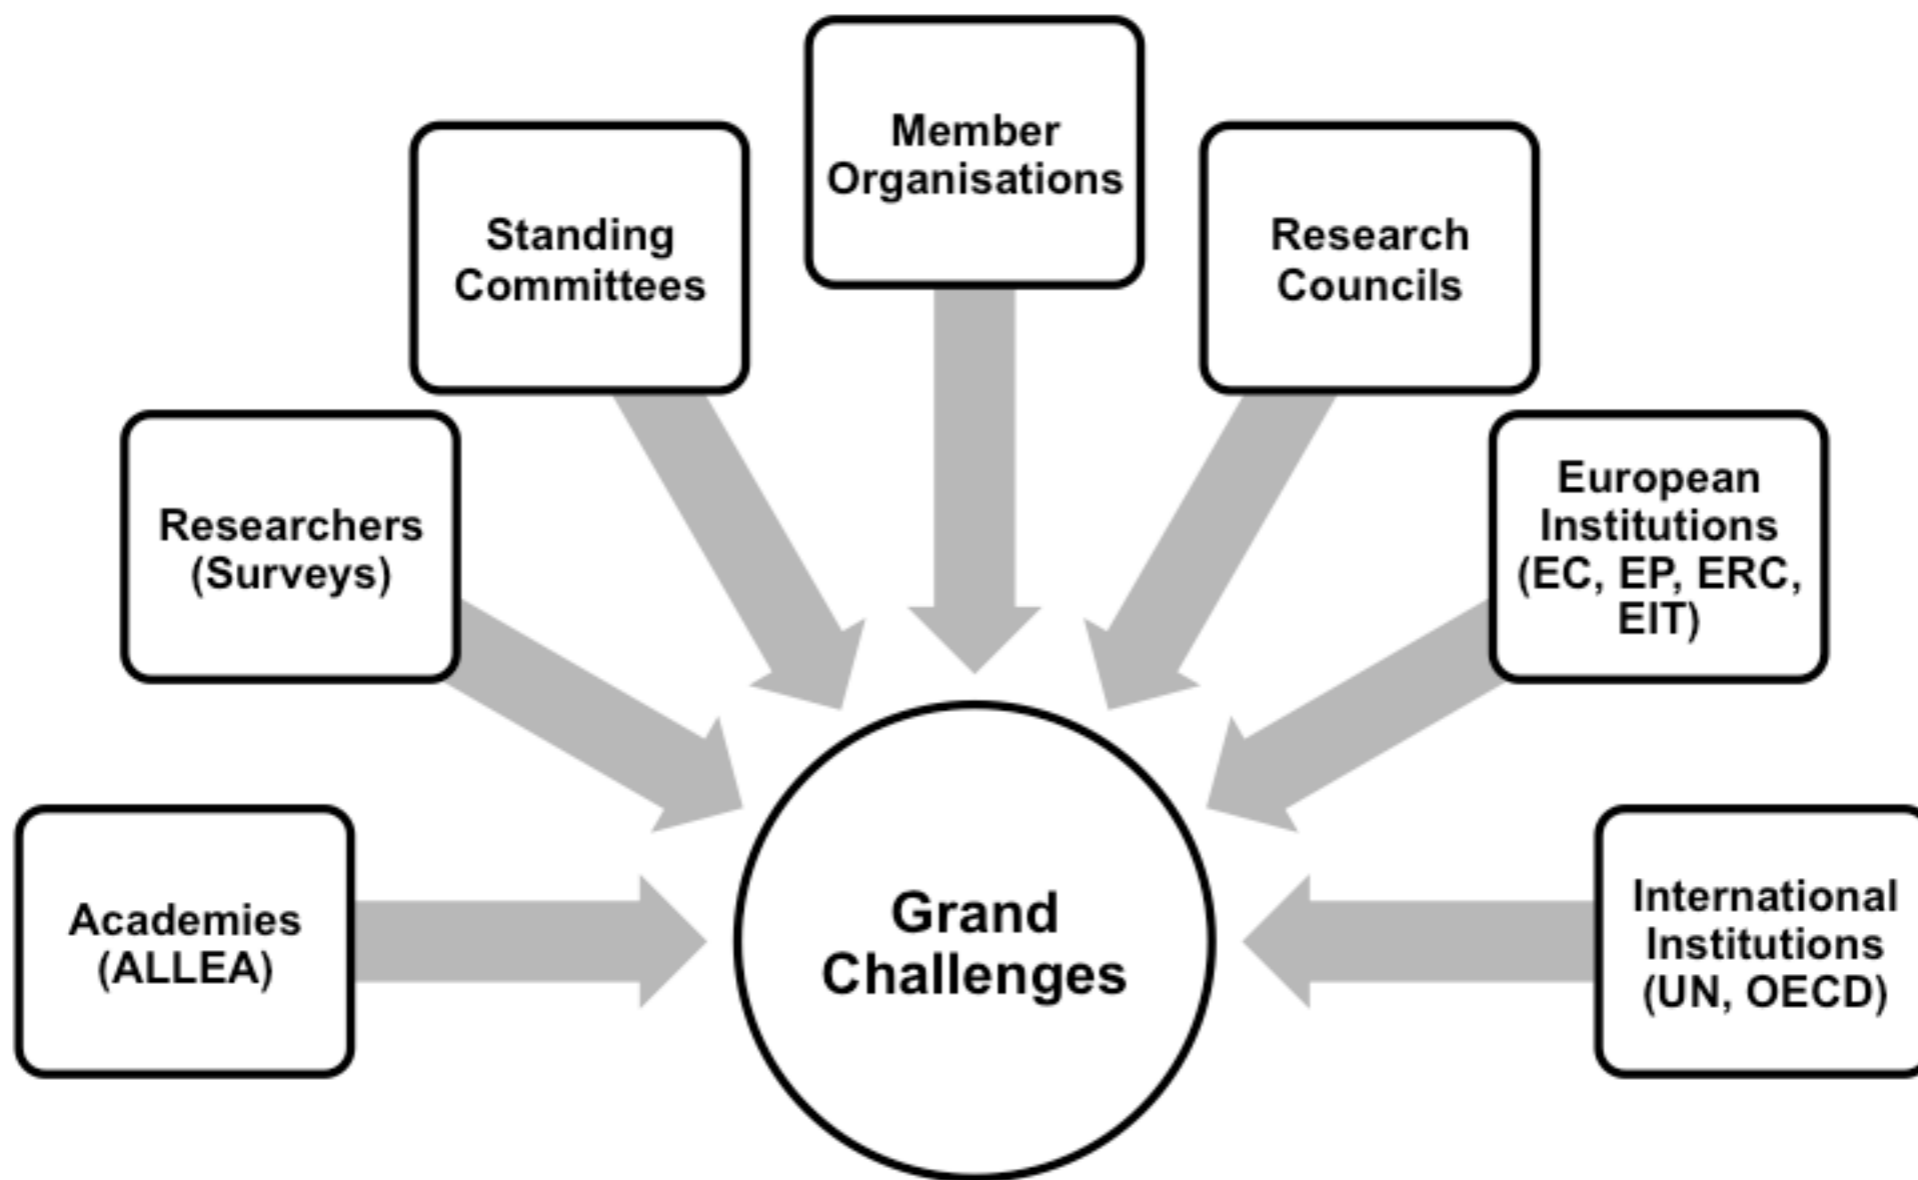 Member
Organisations
Standing
Committees
Research
Councils
Researchers
(Surveys)
European
Institutions
(EC, EP, ERC,
EIT)
Academies
(ALLEA)
Grand
Challenges
International
Institutions
(UN, OECD)